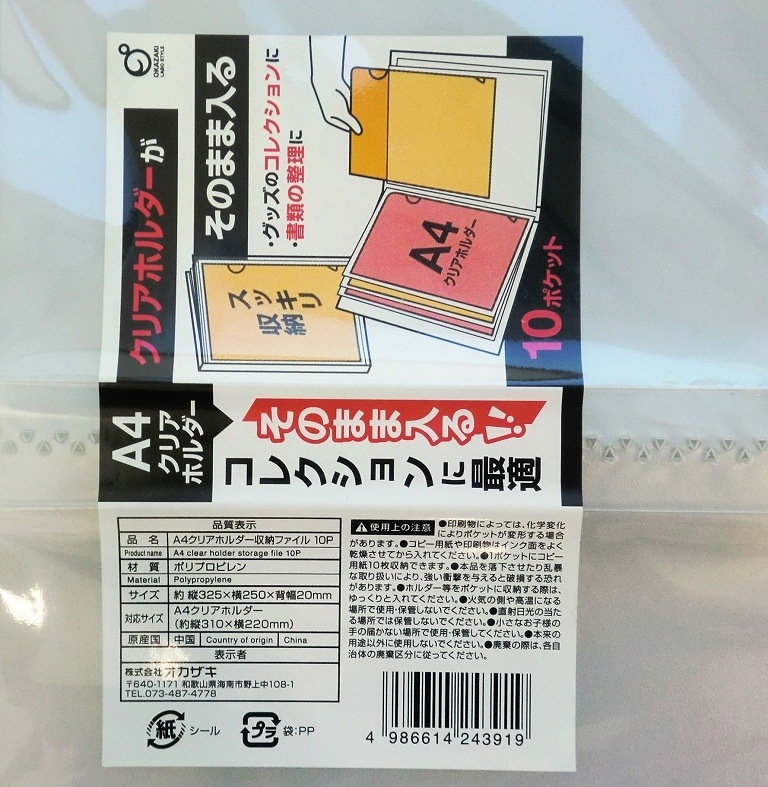 OKAZAKI
LABO STYLE
クリアホルダーが
そのまま入る
・グッズのコレクションに
・書類の整理に
スッキリ
収納
A4
クリアホルダー
10ポケット
A4
クリア
ホルダー
そのまま入る!!
コレクションに最適
品質表示
品 名 A4クリアホルダー収納ファイル 10P
Product name A4 clear holder storage file 10P
材 質 ポリプロピレン
Material Polypropylene
サイズ 約 縦325×横250×背幅20mm
対応サイズ A4クリアホルダー
(約縦310×横220mm)
原産国 中国 Country of origin China
表示者
株式会社オカザキ
〒640-1171 和歌山県海南市野上中108-1
TEL.073-487-4778
使用上の注意 ●印刷物によっては、化学変化
によりポケットが変形する場合
があります。●コピー用紙や印刷物はインク面をよく
乾燥させてから入れてください。●1ポケットにコピー
用紙10枚収納できます。●本品を落下させたり乱暴
な取り扱いにより、強い衝撃を与えると破損する恐れ
があります。●ホルダー等をポケットに収納する際は、
ゆっくりと入れてください。●火気の側や高温になる
場所で使用・保管しないでください。●直射日光の当た
る場所では保管しないでください。●小さなお子様の
手の届かない場所で使用・保管してください。●本来の
用途以外に使用しないでください。●廃棄の際は、各自
治体の廃棄区分に従ってください。
紙 シール
プラ 袋:PP
4 986614 243919